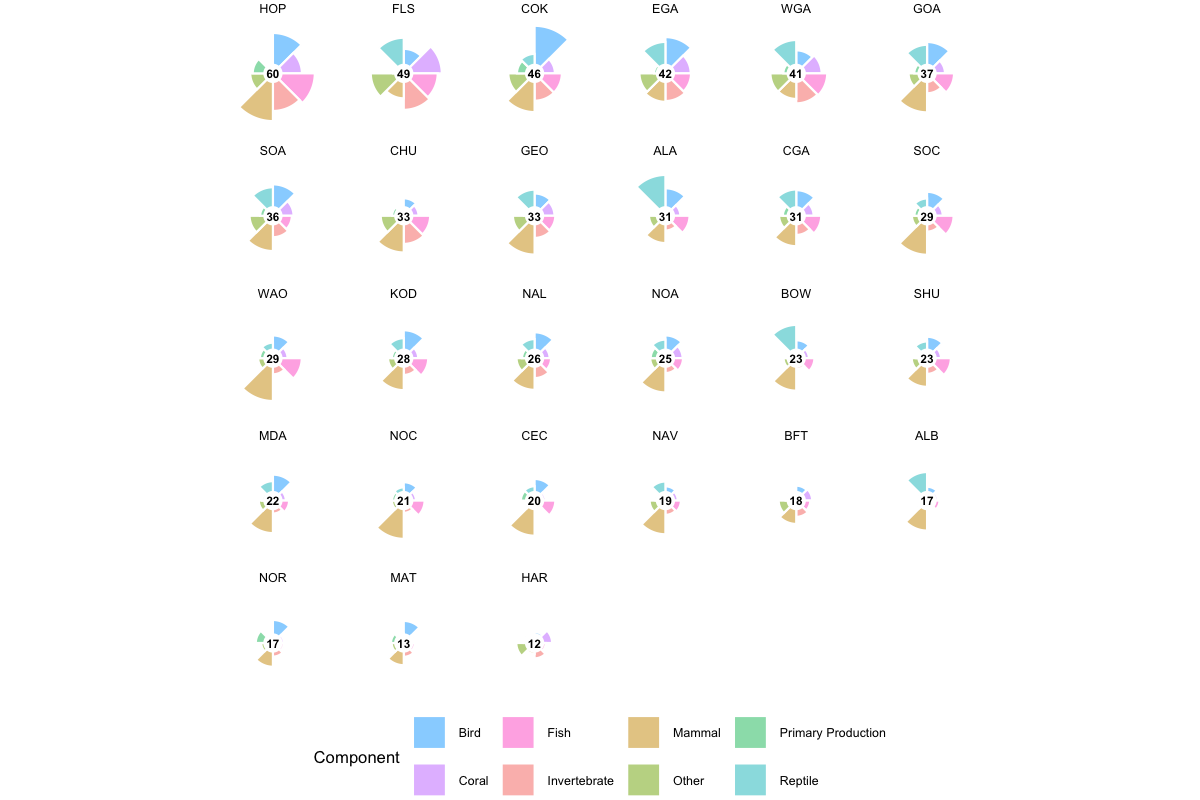 HOP FLS COK EGA WGA GOA
60 49 46 42 41 37
SOA CHU GEO ALA CGA SOC
36 33 33 31 31 29
WAO KOD NAL NOA BOW SHU
29 28 26 25 23 23
MDA NOC CEC NAV BFT ALB
22 21 20 19 18 17
NOR MAT HAR
17 13 12
Component
Bird Fish Mammal Primary Production
Coral Invertebrate Other Reptile